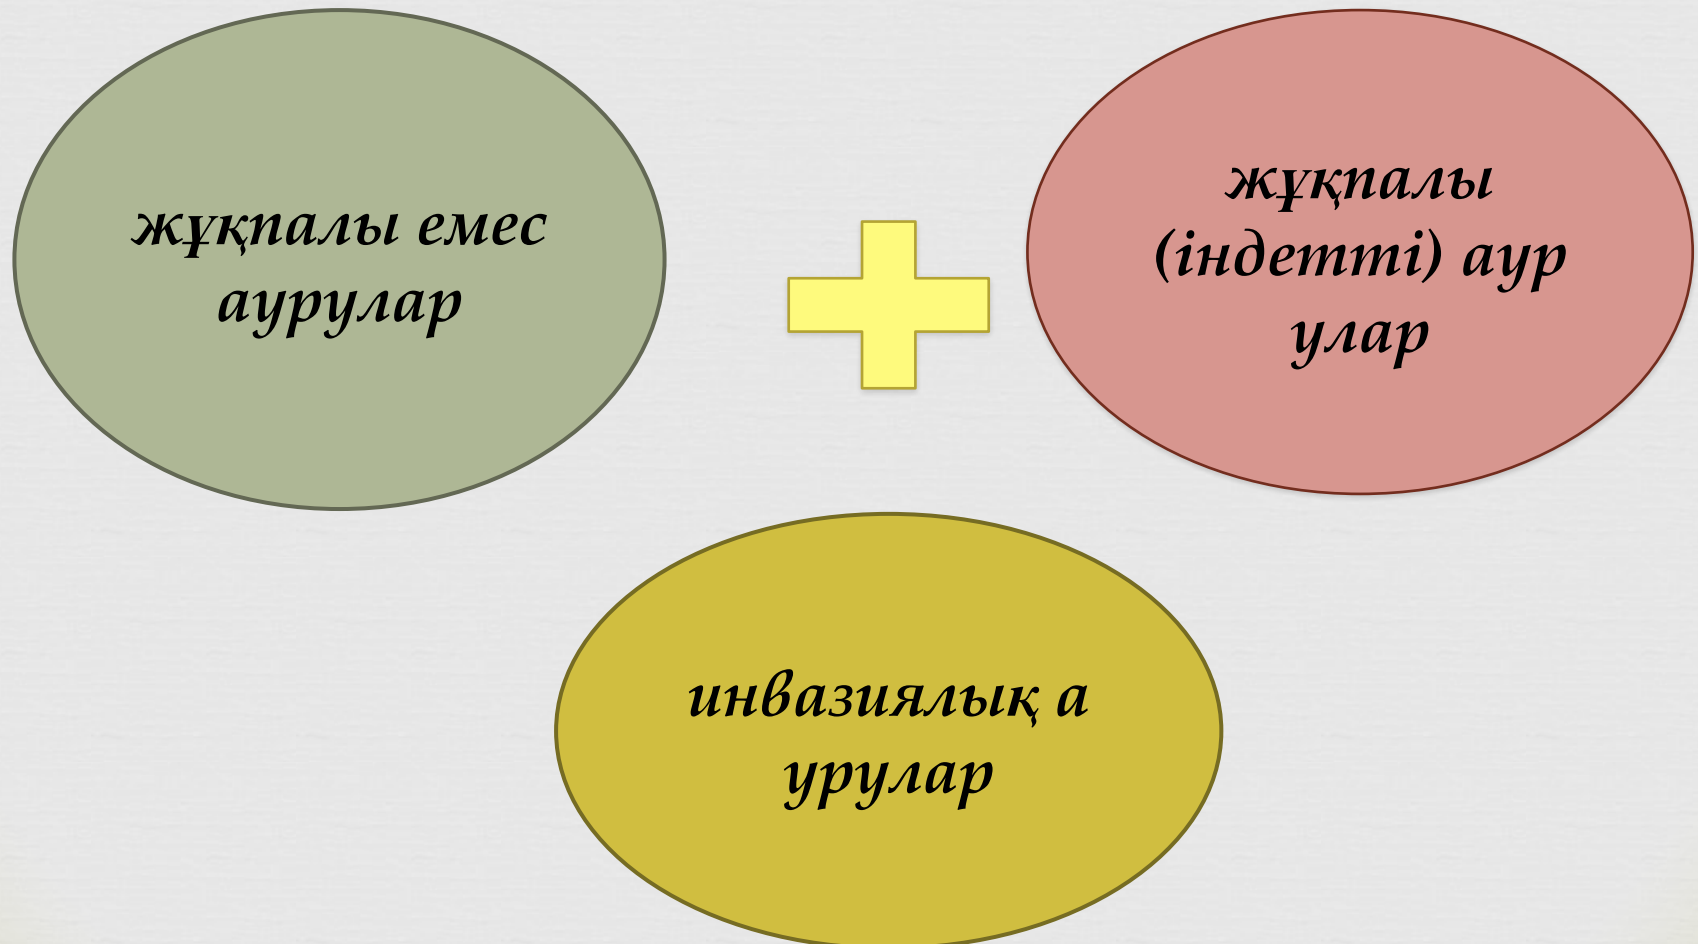 жұқпалы емес
аурулар
жұқпалы
(індетті) аур
улар
инвазиялық а
урулар